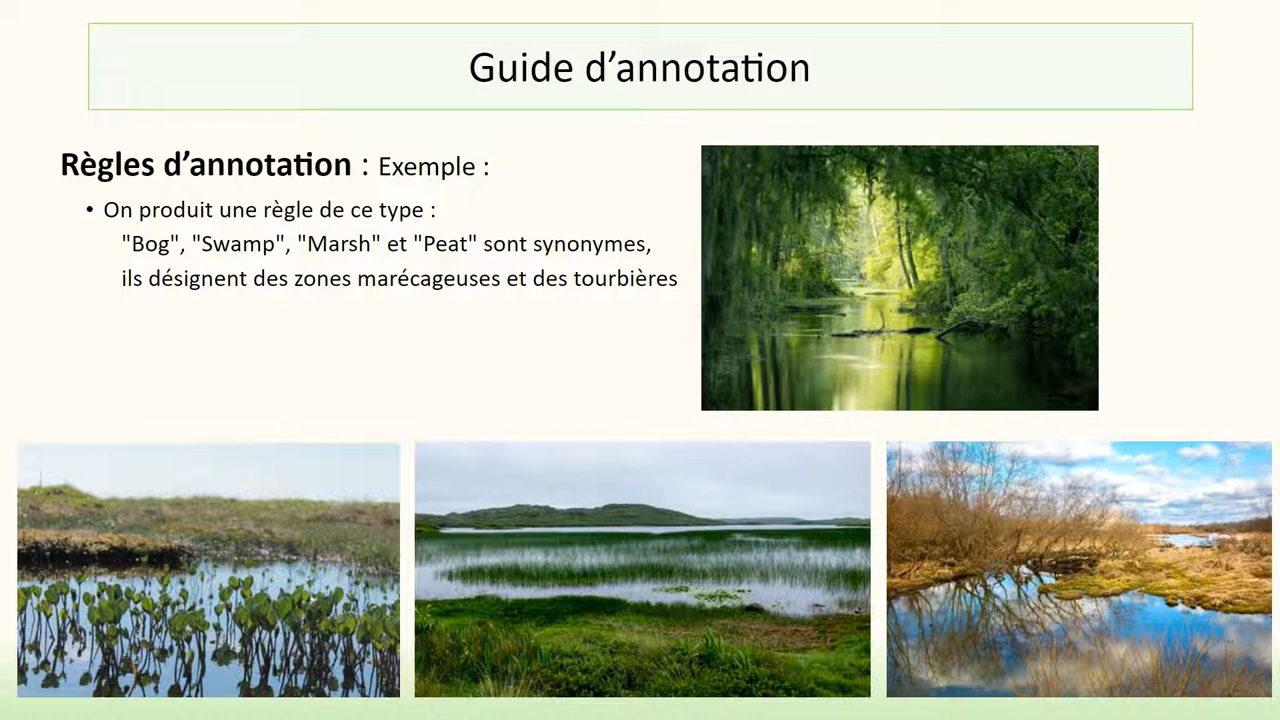 Guide d’annotation
Règles d’annotation : Exemple :
• On produit une règle de ce type :
"Bog", "Swamp", "Marsh" et "Peat" sont synonymes,
ils désignent des zones marécageuses et des tourbières